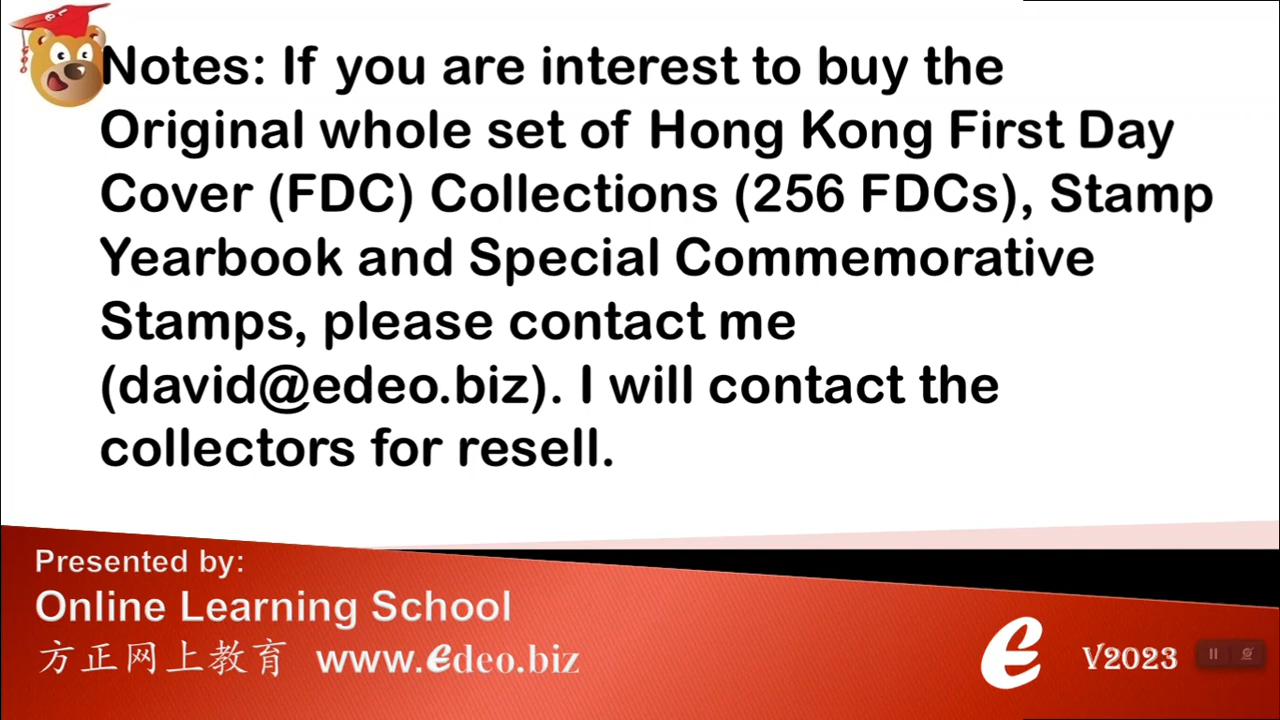 Notes: If you are interest to buy the
Original whole set of Hong Kong First Day
Cover (FDC) Collections (256 FDCs), Stamp
Yearbook and Special Commemorative
Stamps, please contact me
(david@edeo.biz). I will contact the
collectors for resell.
Presented by:
Online Learning School
方正网上教育 www.edeo.biz
e V2023